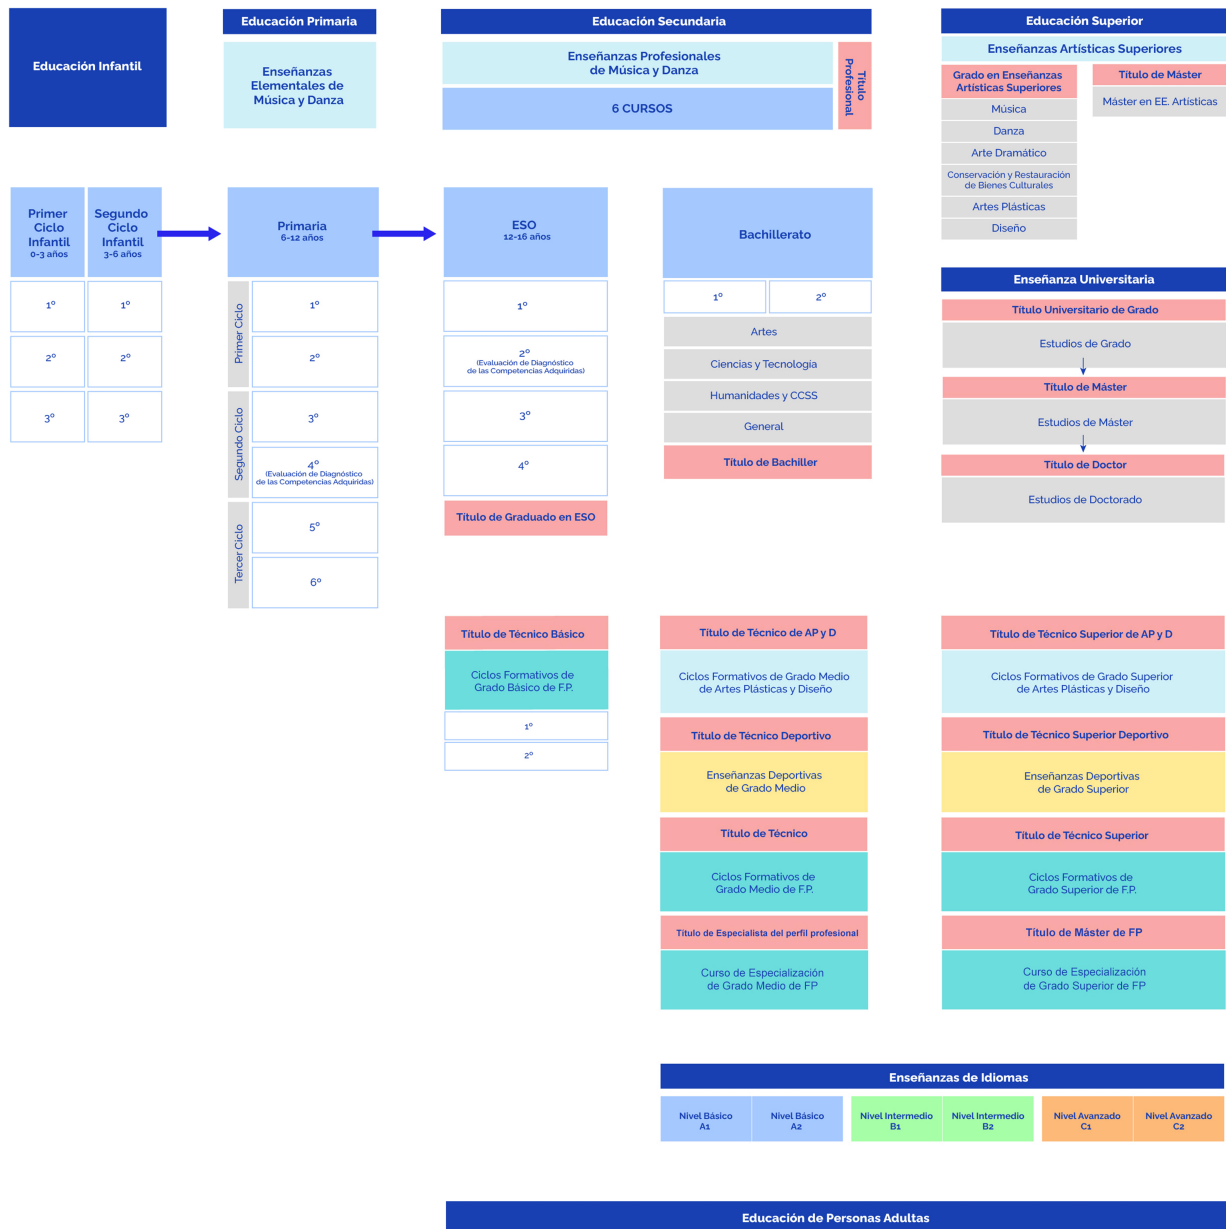 Educación Infantil
Educación Primaria
Enseñanzas
Elementales de
Música y Danza
Educación Secundaria
Enseñanzas Profesionales
de Música y Danza
6 CURSOS
Título
Profesional
Educación Superior
Enseñanzas Artísticas Superiores
Grado en Enseñanzas
Artísticas Superiores
Música
Danza
Arte Dramático
Conservación y Restauración
de Bienes Culturales
Artes Plásticas
Diseño
Título de Máster
Máster en EE. Artísticas
Primer
Ciclo
Infantil
0-3 años
1º
2º
3º
Segundo
Ciclo
Infantil
3-6 años
1º
2º
3º
Primaria
6-12 años
Primer Ciclo
1º
2º
Segundo Ciclo
3º
4º
(Evaluación de Diagnóstico
de las Competencias Adquiridas)
Tercer Ciclo
5º
6º
ESO
12-16 años
1º
2º
(Evaluación de Diagnóstico
de las Competencias Adquiridas)
3º
4º
Título de Graduado en ESO
Bachillerato
1º
2º
Artes
Ciencias y Tecnología
Humanidades y CCSS
General
Título de Bachiller
Enseñanza Universitaria
Título Universitario de Grado
Estudios de Grado
Título de Máster
Estudios de Máster
Título de Doctor
Estudios de Doctorado
Título de Técnico Básico
Ciclos Formativos de
Grado Básico de F.P.
1º
2º
Título de Técnico de AP y D
Ciclos Formativos de Grado Medio
de Artes Plásticas y Diseño
Título de Técnico Deportivo
Enseñanzas Deportivas
de Grado Medio
Título de Técnico
Ciclos Formativos de
Grado Medio de F.P.
Título de Especialista del perfil profesional
Curso de Especialización
de Grado Medio de FP
Título de Técnico Superior de AP y D
Ciclos Formativos de Grado Superior
de Artes Plásticas y Diseño
Título de Técnico Superior Deportivo
Enseñanzas Deportivas
de Grado Superior
Título de Técnico Superior
Ciclos Formativos de
Grado Superior de F.P.
Título de Máster de FP
Curso de Especialización
de Grado Superior de FP
Enseñanzas de Idiomas
Nivel Básico
A1
Nivel Básico
A2
Nivel Intermedio
B1
Nivel Intermedio
B2
Nivel Avanzado
C1
Nivel Avanzado
C2
Educación de Personas Adultas